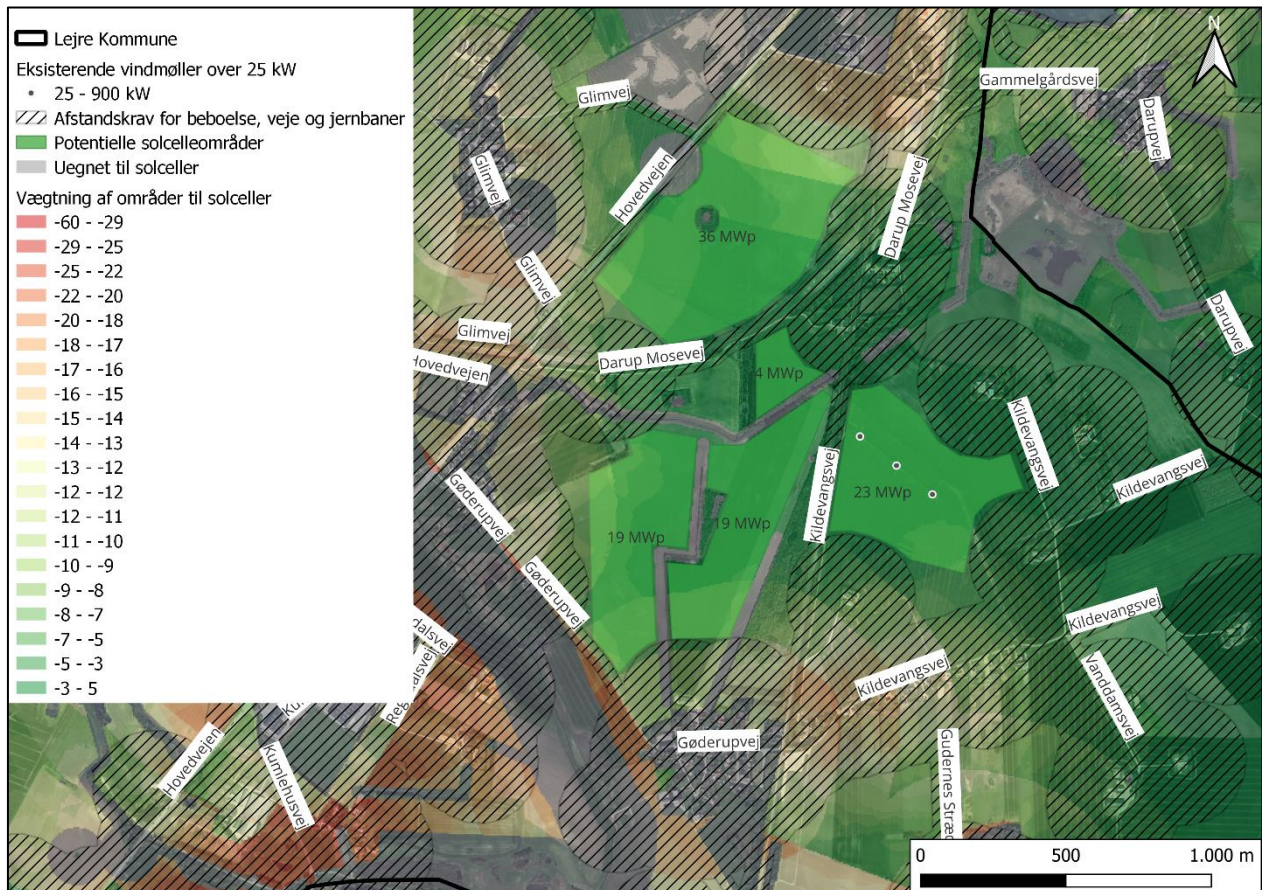 Lejre Kommune
Eksisterende vindmøller over 25 kW
25 - 900 kW
Afstandskrav for beboelse, veje og jernbaner
Potentielle solcelleområder
Uegnet til solceller
Vægtning af områder til solceller
-60 - -29
-29 - -25
-25 - -22
-22 - -20
-20 - -18
-18 - -17
-17 - -16
-16 - -15
-15 - -14
-14 - -13
-13 - -12
-12 - -12
-12 - -11
-11 - -10
-10 - -9
-9 - -8
-8 - -7
-7 - -5
-5 - -3
-3 - 5
N
Glimvej
Gammelgårdsvej
Darupvej
Glimvej
Hovedvejen
Darup Mosevej
36 MWp
Glimvej
Glimvej
Darupvej
Hovedvejen
Darup Mosevej
4 MWp
Kildevangsvej
Kildevangsvej
Gøderupvej
Kildevangsvej
23 MWp
19 MWp
19 MWp
Gøderupvej
Kildevangsvej
Kildevangsvej
Vanddamsvej
Gøderupvej
Hovedvejen
Kumlehusvej
Gudernes Stræd
0 500 1.000 m